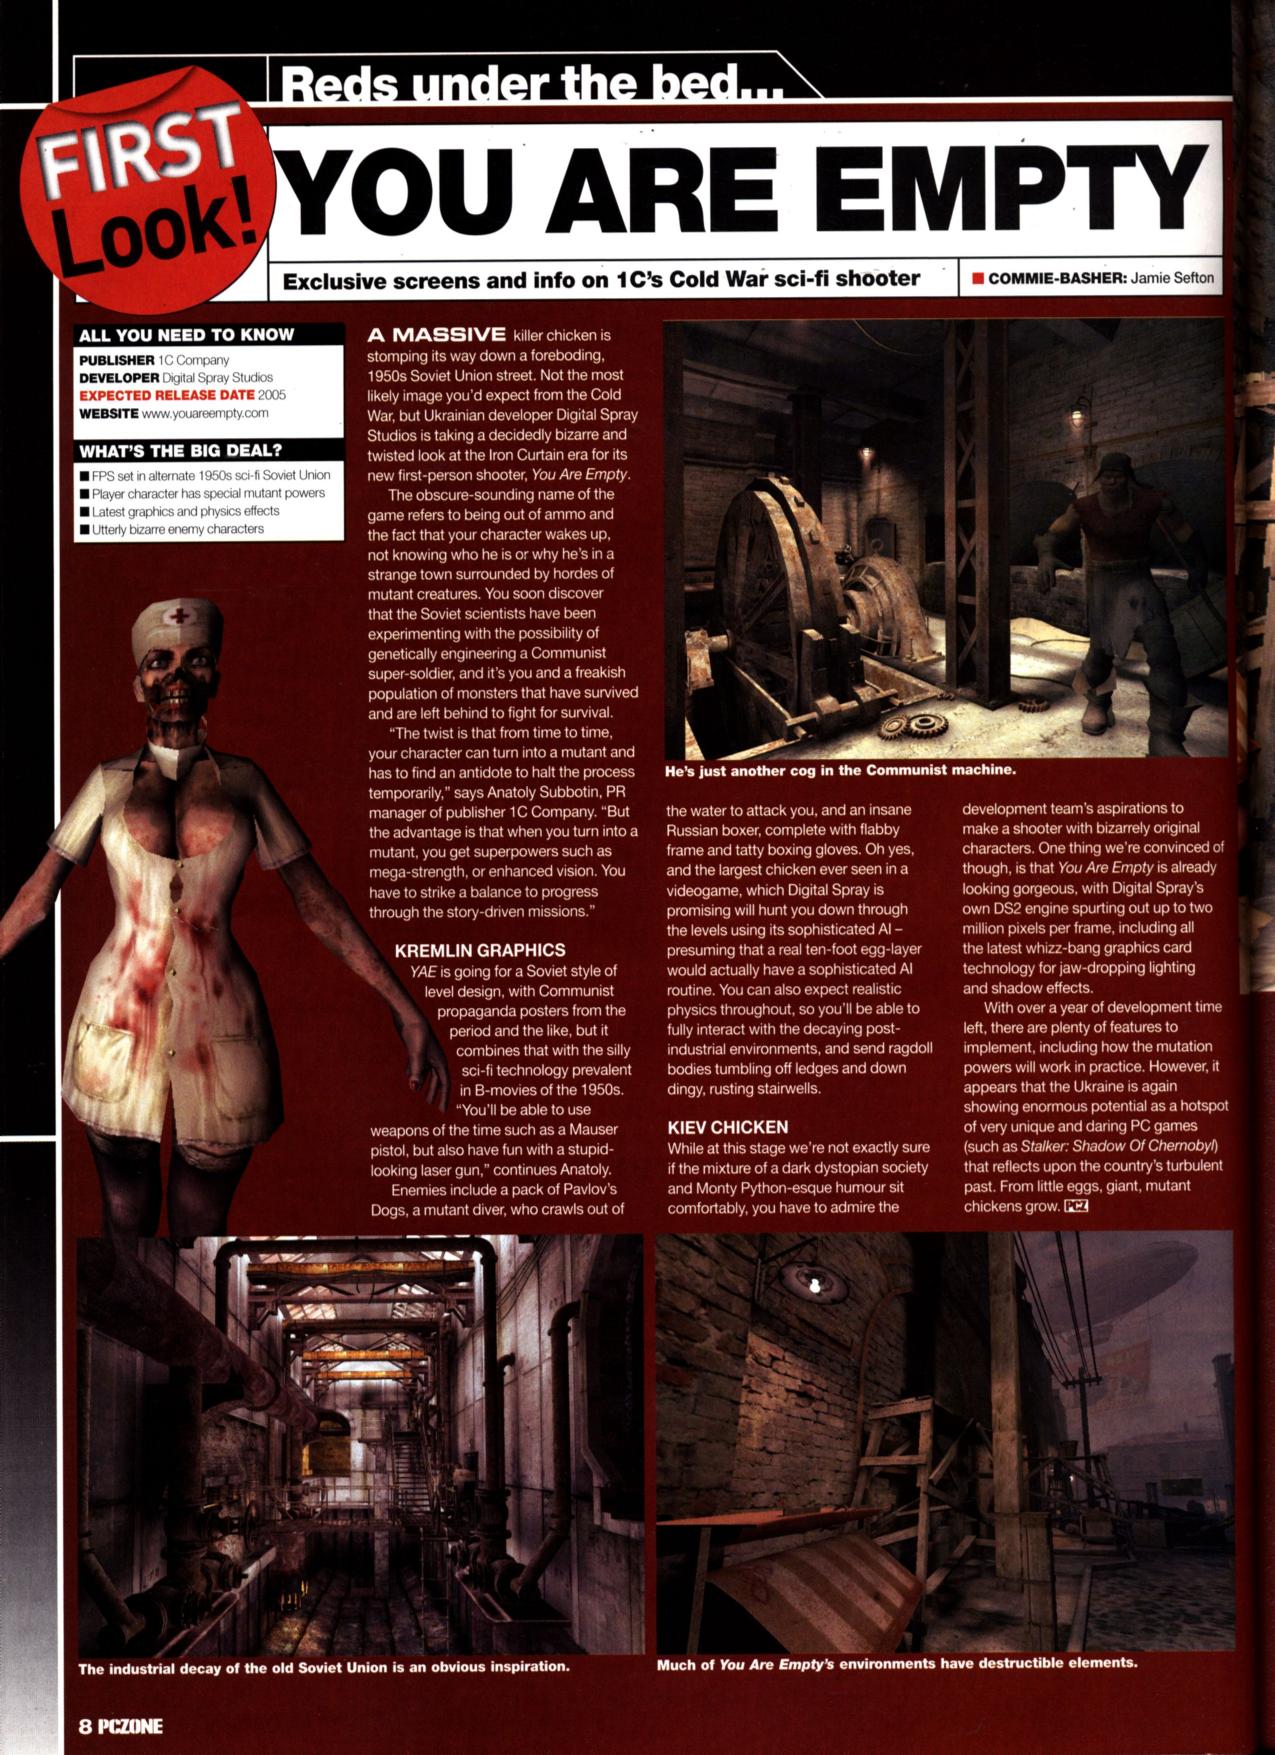 Reds under the bed...
FIRST
Look!
YOU ARE EMPTY
Exclusive screens and info on 1C's Cold War sci-fi shooter
■ COMMIE-BASHER: Jamie Sefton
ALL YOU NEED TO KNOW
PUBLISHER 1C Company
DEVELOPER Digital Spray Studios
EXPECTED RELEASE DATE 2005
WEBSITE www.youareempty.com
WHAT'S THE BIG DEAL?
■ FPS set in alternate 1950s sci-fi Soviet Union
■ Player character has special mutant powers
■ Latest graphics and physics effects
■ Utterly bizarre enemy characters
A MASSIVE killer chicken is
stomping its way down a foreboding,
1950s Soviet Union street. Not the most
likely image you'd expect from the Cold
War, but Ukrainian developer Digital Spray
Studios is taking a decidedly bizarre and
twisted look at the Iron Curtain era for its
new first-person shooter, You Are Empty.
The obscure-sounding name of the
game refers to being out of ammo and
the fact that your character wakes up,
not knowing who he is or why he's in a
strange town surrounded by hordes of
mutant creatures. You soon discover
that the Soviet scientists have been
experimenting with the possibility of
genetically engineering a Communist
super-soldier, and it's you and a freakish
population of monsters that have survived
and are left behind to fight for survival.
“The twist is that from time to time,
your character can turn into a mutant and
has to find an antidote to halt the process
temporarily,” says Anatoly Subbotin, PR
manager of publisher 1C Company. “But
the advantage is that when you turn into a
mutant, you get superpowers such as
mega-strength, or enhanced vision. You
have to strike a balance to progress
through the story-driven missions.”
KREMLIN GRAPHICS
YAE is going for a Soviet style of
level design, with Communist
propaganda posters from the
period and the like, but it
combines that with the silly
sci-fi technology prevalent
in B-movies of the 1950s.
“You'll be able to use
weapons of the time such as a Mauser
pistol, but also have fun with a stupid-
looking laser gun,” continues Anatoly.
Enemies include a pack of Pavlov's
Dogs, a mutant diver, who crawls out of
He's just another cog in the Communist machine.
the water to attack you, and an insane
Russian boxer, complete with flabby
frame and tatty boxing gloves. Oh yes,
and the largest chicken ever seen in a
videogame, which Digital Spray is
promising will hunt you down through
the levels using its sophisticated AI –
presuming that a real ten-foot egg-layer
would actually have a sophisticated AI
routine. You can also expect realistic
physics throughout, so you'll be able to
fully interact with the decaying post-
industrial environments, and send ragdoll
bodies tumbling off ledges and down
dingy, rusting stairwells.
KIEV CHICKEN
While at this stage we're not exactly sure
if the mixture of a dark dystopian society
and Monty Python-esque humour sit
comfortably, you have to admire the
development team's aspirations to
make a shooter with bizarrely original
characters. One thing we're convinced of
though, is that You Are Empty is already
looking gorgeous, with Digital Spray's
own DS2 engine spurting out up to two
million pixels per frame, including all
the latest whizz-bang graphics card
technology for jaw-dropping lighting
and shadow effects.
With over a year of development time
left, there are plenty of features to
implement, including how the mutation
powers will work in practice. However, it
appears that the Ukraine is again
showing enormous potential as a hotspot
of very unique and daring PC games
(such as Stalker: Shadow Of Chernobyl)
that reflects upon the country's turbulent
past. From little eggs, giant, mutant
chickens grow. PCZ
The industrial decay of the old Soviet Union is an obvious inspiration.
Much of You Are Empty's environments have destructible elements.
8 PCZONE